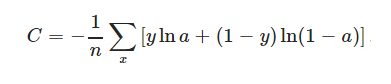 C = −\frac{1}{n} \sum_{x} [y ln a + (1 − y) ln(1 − a)]